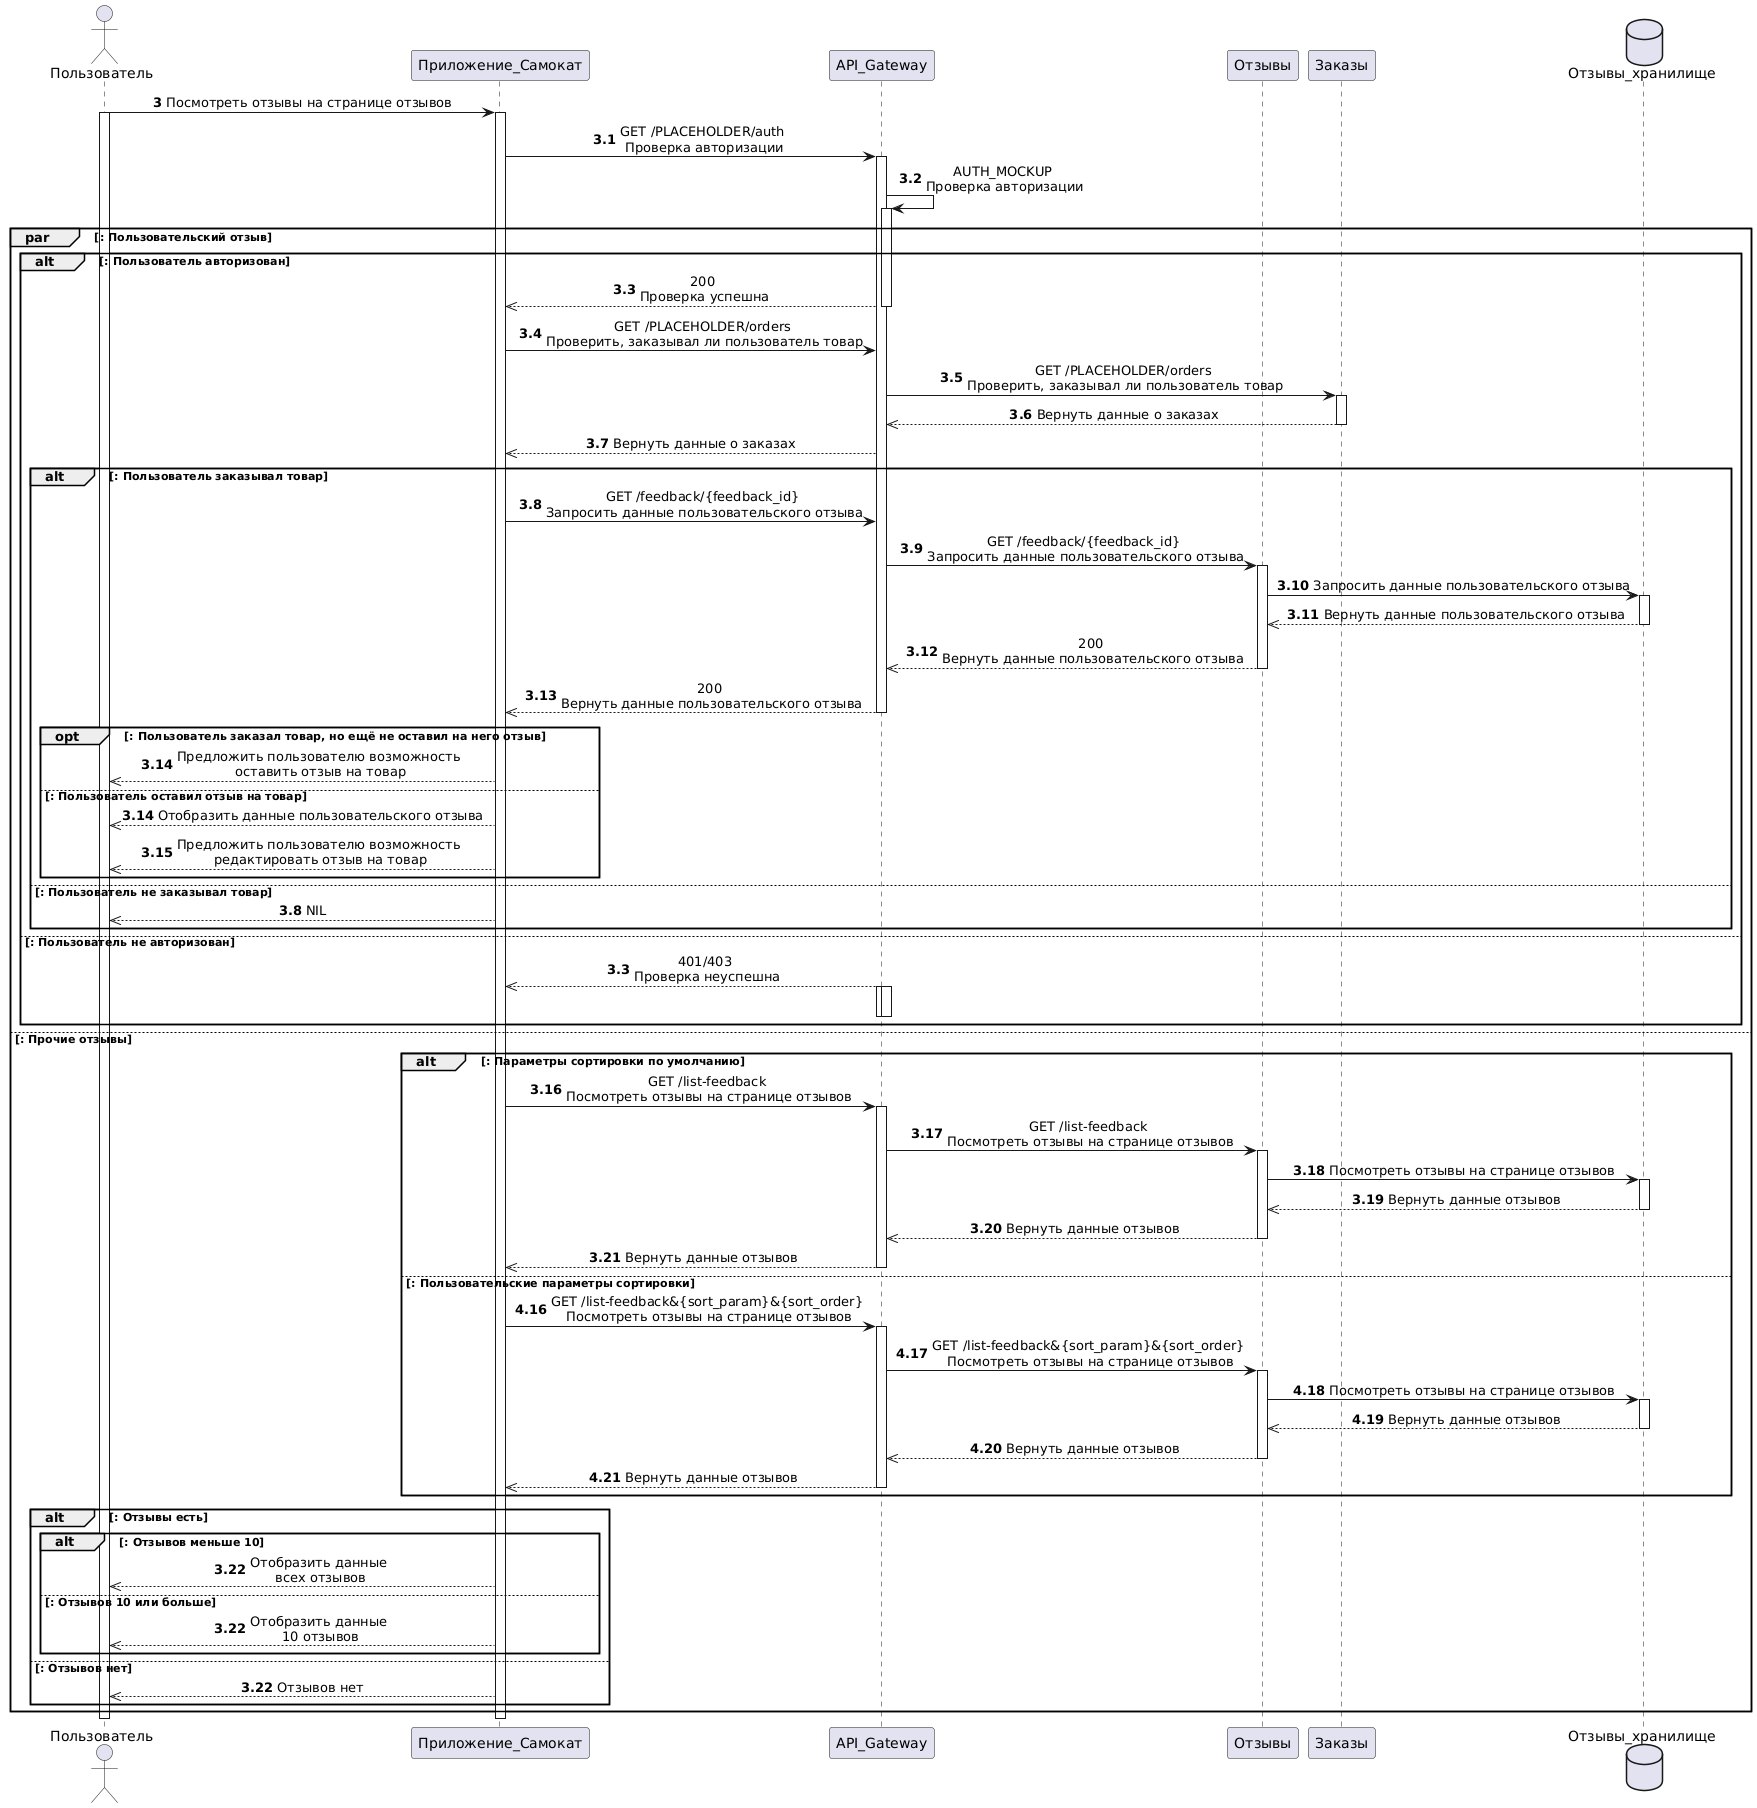 Пользователь
Приложение_Самокат
API_Gateway
Отзывы
Заказы
Отзывы_хранилище
3 Посмотреть отзывы на странице отзывов
3.1 GET /PLACEHOLDER/auth
Проверка авторизации
3.2 AUTH_MOCKUP
Проверка авторизации
par [: Пользовательский отзыв]
alt [: Пользователь авторизован]
3.3 200
Проверка успешна
3.4 GET /PLACEHOLDER/orders
Проверить, заказывал ли пользователь товар
3.5 GET /PLACEHOLDER/orders
Проверить, заказывал ли пользователь товар
3.6 Вернуть данные о заказах
3.7 Вернуть данные о заказах
alt [: Пользователь заказывал товар]
3.8 GET /feedback/{feedback_id}
Запросить данные пользовательского отзыва
3.9 GET /feedback/{feedback_id}
Запросить данные пользовательского отзыва
3.10 Запросить данные пользовательского отзыва
3.11 Вернуть данные пользовательского отзыва
3.12 200
Вернуть данные пользовательского отзыва
3.13 200
Вернуть данные пользовательского отзыва
opt [: Пользователь заказал товар, но ещё не оставил на него отзыв]
3.14 Предложить пользователю возможность
оставить отзыв на товар
[: Пользователь оставил отзыв на товар]
3.14 Отобразить данные пользовательского отзыва
3.15 Предложить пользователю возможность
редактировать отзыв на товар
[: Пользователь не заказывал товар]
3.8 NIL
[: Пользователь не авторизован]
3.3 401/403
Проверка неуспешна
[: Прочие отзывы]
alt [: Параметры сортировки по умолчанию]
3.16 GET /list-feedback
Посмотреть отзывы на странице отзывов
3.17 GET /list-feedback
Посмотреть отзывы на странице отзывов
3.18 Посмотреть отзывы на странице отзывов
3.19 Вернуть данные отзывов
3.20 Вернуть данные отзывов
3.21 Вернуть данные отзывов
[: Пользовательские параметры сортировки]
4.16 GET /list-feedback&{sort_param}&{sort_order}
Посмотреть отзывы на странице отзывов
4.17 GET /list-feedback&{sort_param}&{sort_order}
Посмотреть отзывы на странице отзывов
4.18 Посмотреть отзывы на странице отзывов
4.19 Вернуть данные отзывов
4.20 Вернуть данные отзывов
4.21 Вернуть данные отзывов
alt [: Отзывы есть]
alt [: Отзывов меньше 10]
3.22 Отобразить данные
всех отзывов
[: Отзывов 10 или больше]
3.22 Отобразить данные
10 отзывов
[: Отзывов нет]
3.22 Отзывов нет
Пользователь
Приложение_Самокат
API_Gateway
Отзывы
Заказы
Отзывы_хранилище